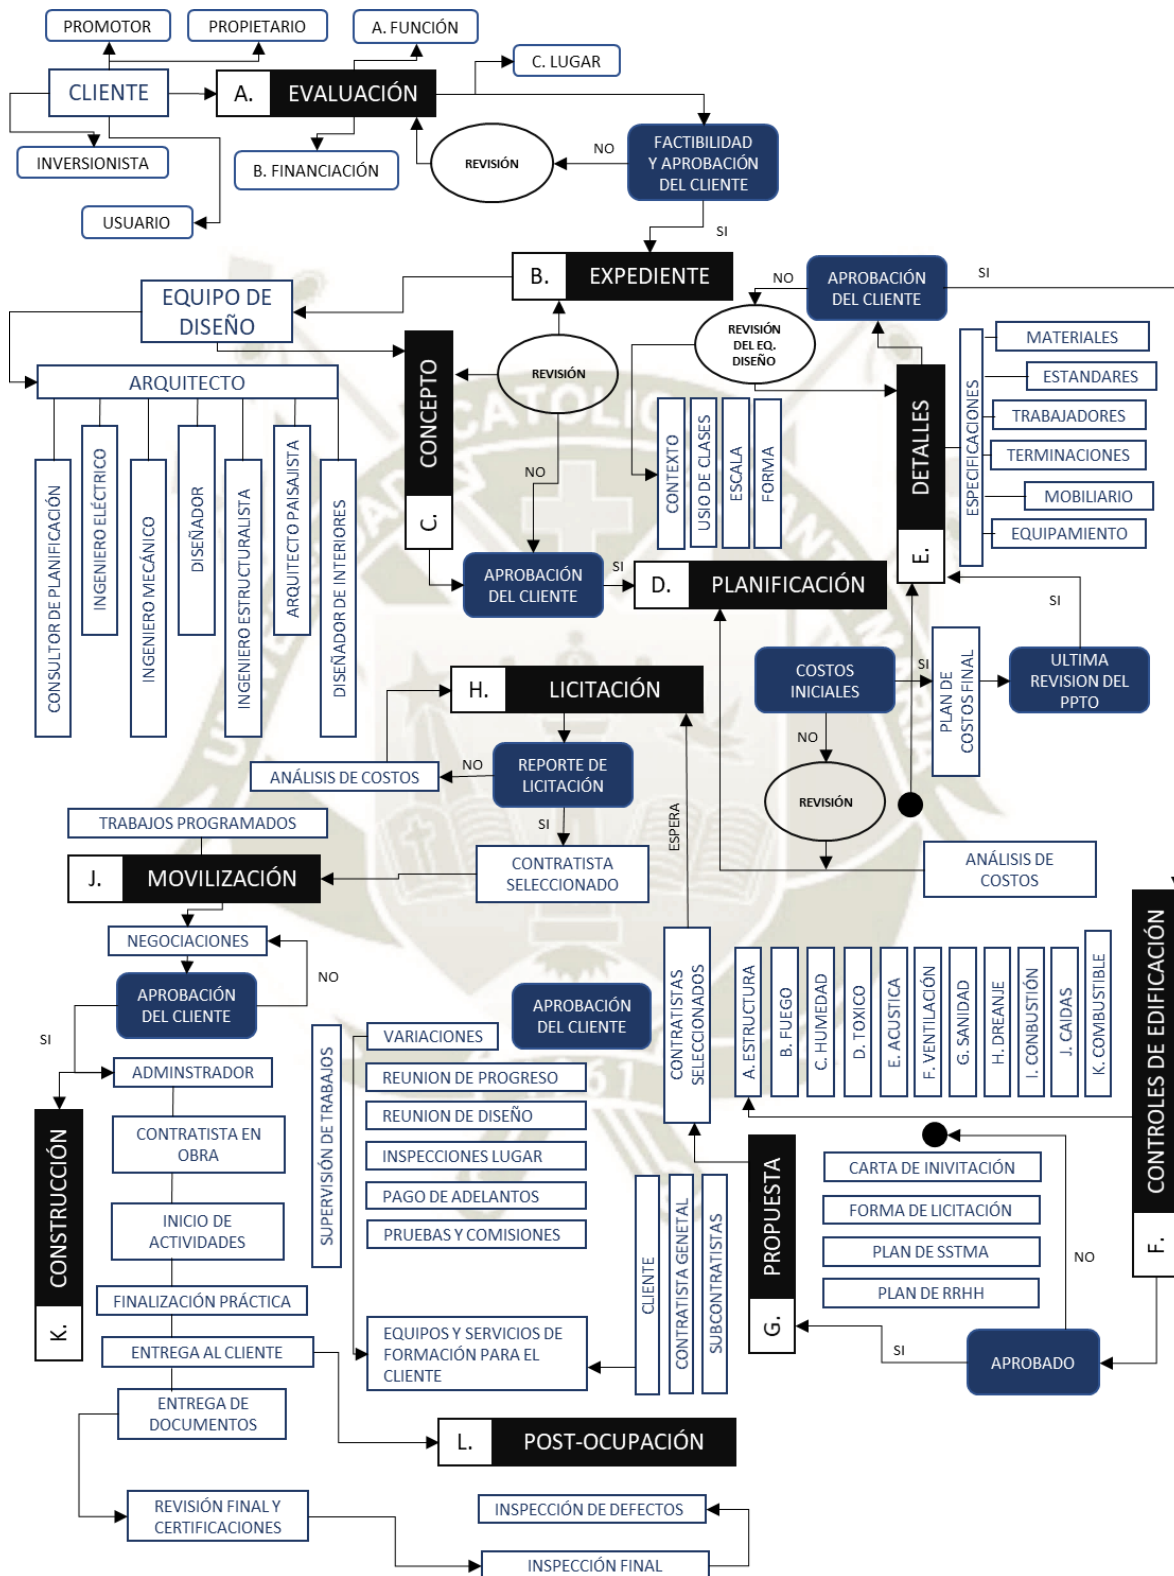 PROMOTOR
PROPIETARIO
A. FUNCIÓN
C. LUGAR
CLIENTE
A.
EVALUACIÓN
INVERSIONISTA
B. FINANCIACIÓN
REVISIÓN
NO
FACTIBILIDAD
Y APROBACIÓN
DEL CLIENTE
USUARIO
SI
B.
EXPEDIENTE
NO
APROBACIÓN
DEL CLIENTE
SI
EQUIPO DE
DISEÑO
REVISIÓN
DEL EQ.
DISEÑO
MATERIALES
ARQUITECTO
REVISIÓN
ESTANDARES
TRABAJADORES
TERMINACIONES
MOBILIARIO
EQUIPAMIENTO
ESPECIFICACIONES
DETALLES
E.
CONCEPTO
C.
CONTEXTO
USIO DE CLASES
ESCALA
FORMA
CONSULTOR DE PLANIFICACIÓN
INGENIERO ELÉCTRICO
INGENIERO MECÁNICO
DISEÑADOR
INGENIERO ESTRUCTURALISTA
ARQUITECTO PAISAJISTA
DISEÑADOR DE INTERIORES
NO
APROBACIÓN
DEL CLIENTE
SI
D.
PLANIFICACIÓN
SI
H.
LICITACIÓN
COSTOS
INICIALES
SI
PLAN DE
COSTOS FINAL
ULTIMA
REVISION DEL
PPTO
NO
ANÁLISIS DE COSTOS
NO
REPORTE DE
LICITACIÓN
REVISIÓN
SI
ESPERA
TRABAJOS PROGRAMADOS
J.
MOVILIZACIÓN
CONTRATISTA
SELECCIONADO
ANÁLISIS DE
COSTOS
NEGOCIACIONES
NO
APROBACIÓN
DEL CLIENTE
APROBACIÓN
DEL CLIENTE
CONTRATISTAS
SELECCIONADOS
A. ESTRUCTURA
B. FUEGO
C. HUMEDAD
D. TOXICO
E. ACUSTICA
F. VENTILACIÓN
G. SANIDAD
H. DREANJE
I. CONBUSTIÓN
J. CAIDAS
K. COMBUSTIBLE
CONTROLES DE EDIFICACIÓN
F.
SI
ADMINSTRADOR
SUPERVISIÓN DE TRABAJOS
VARIACIONES
REUNION DE PROGRESO
REUNION DE DISEÑO
INSPECCIONES LUGAR
PAGO DE ADELANTOS
PRUEBAS Y COMISIONES
CONTRATISTA EN
OBRA
CONSTRUCCIÓN
K.
INICIO DE
ACTIVIDADES
FINALIZACIÓN PRÁCTICA
ENTREGA AL CLIENTE
EQUIPOS Y SERVICIOS DE
FORMACIÓN PARA EL
CLIENTE
CLIENTE
CONTRATISTA GENETAL
SUBCONTRATISTAS
PROPUESTA
G.
CARTA DE INIVITACIÓN
FORMA DE LICITACIÓN
PLAN DE SSTMA
PLAN DE RRHH
NO
SI
APROBADO
ENTREGA DE
DOCUMENTOS
L.
POST-OCUPACIÓN
REVISIÓN FINAL Y
CERTIFICACIONES
INSPECCIÓN DE DEFECTOS
INSPECCIÓN FINAL